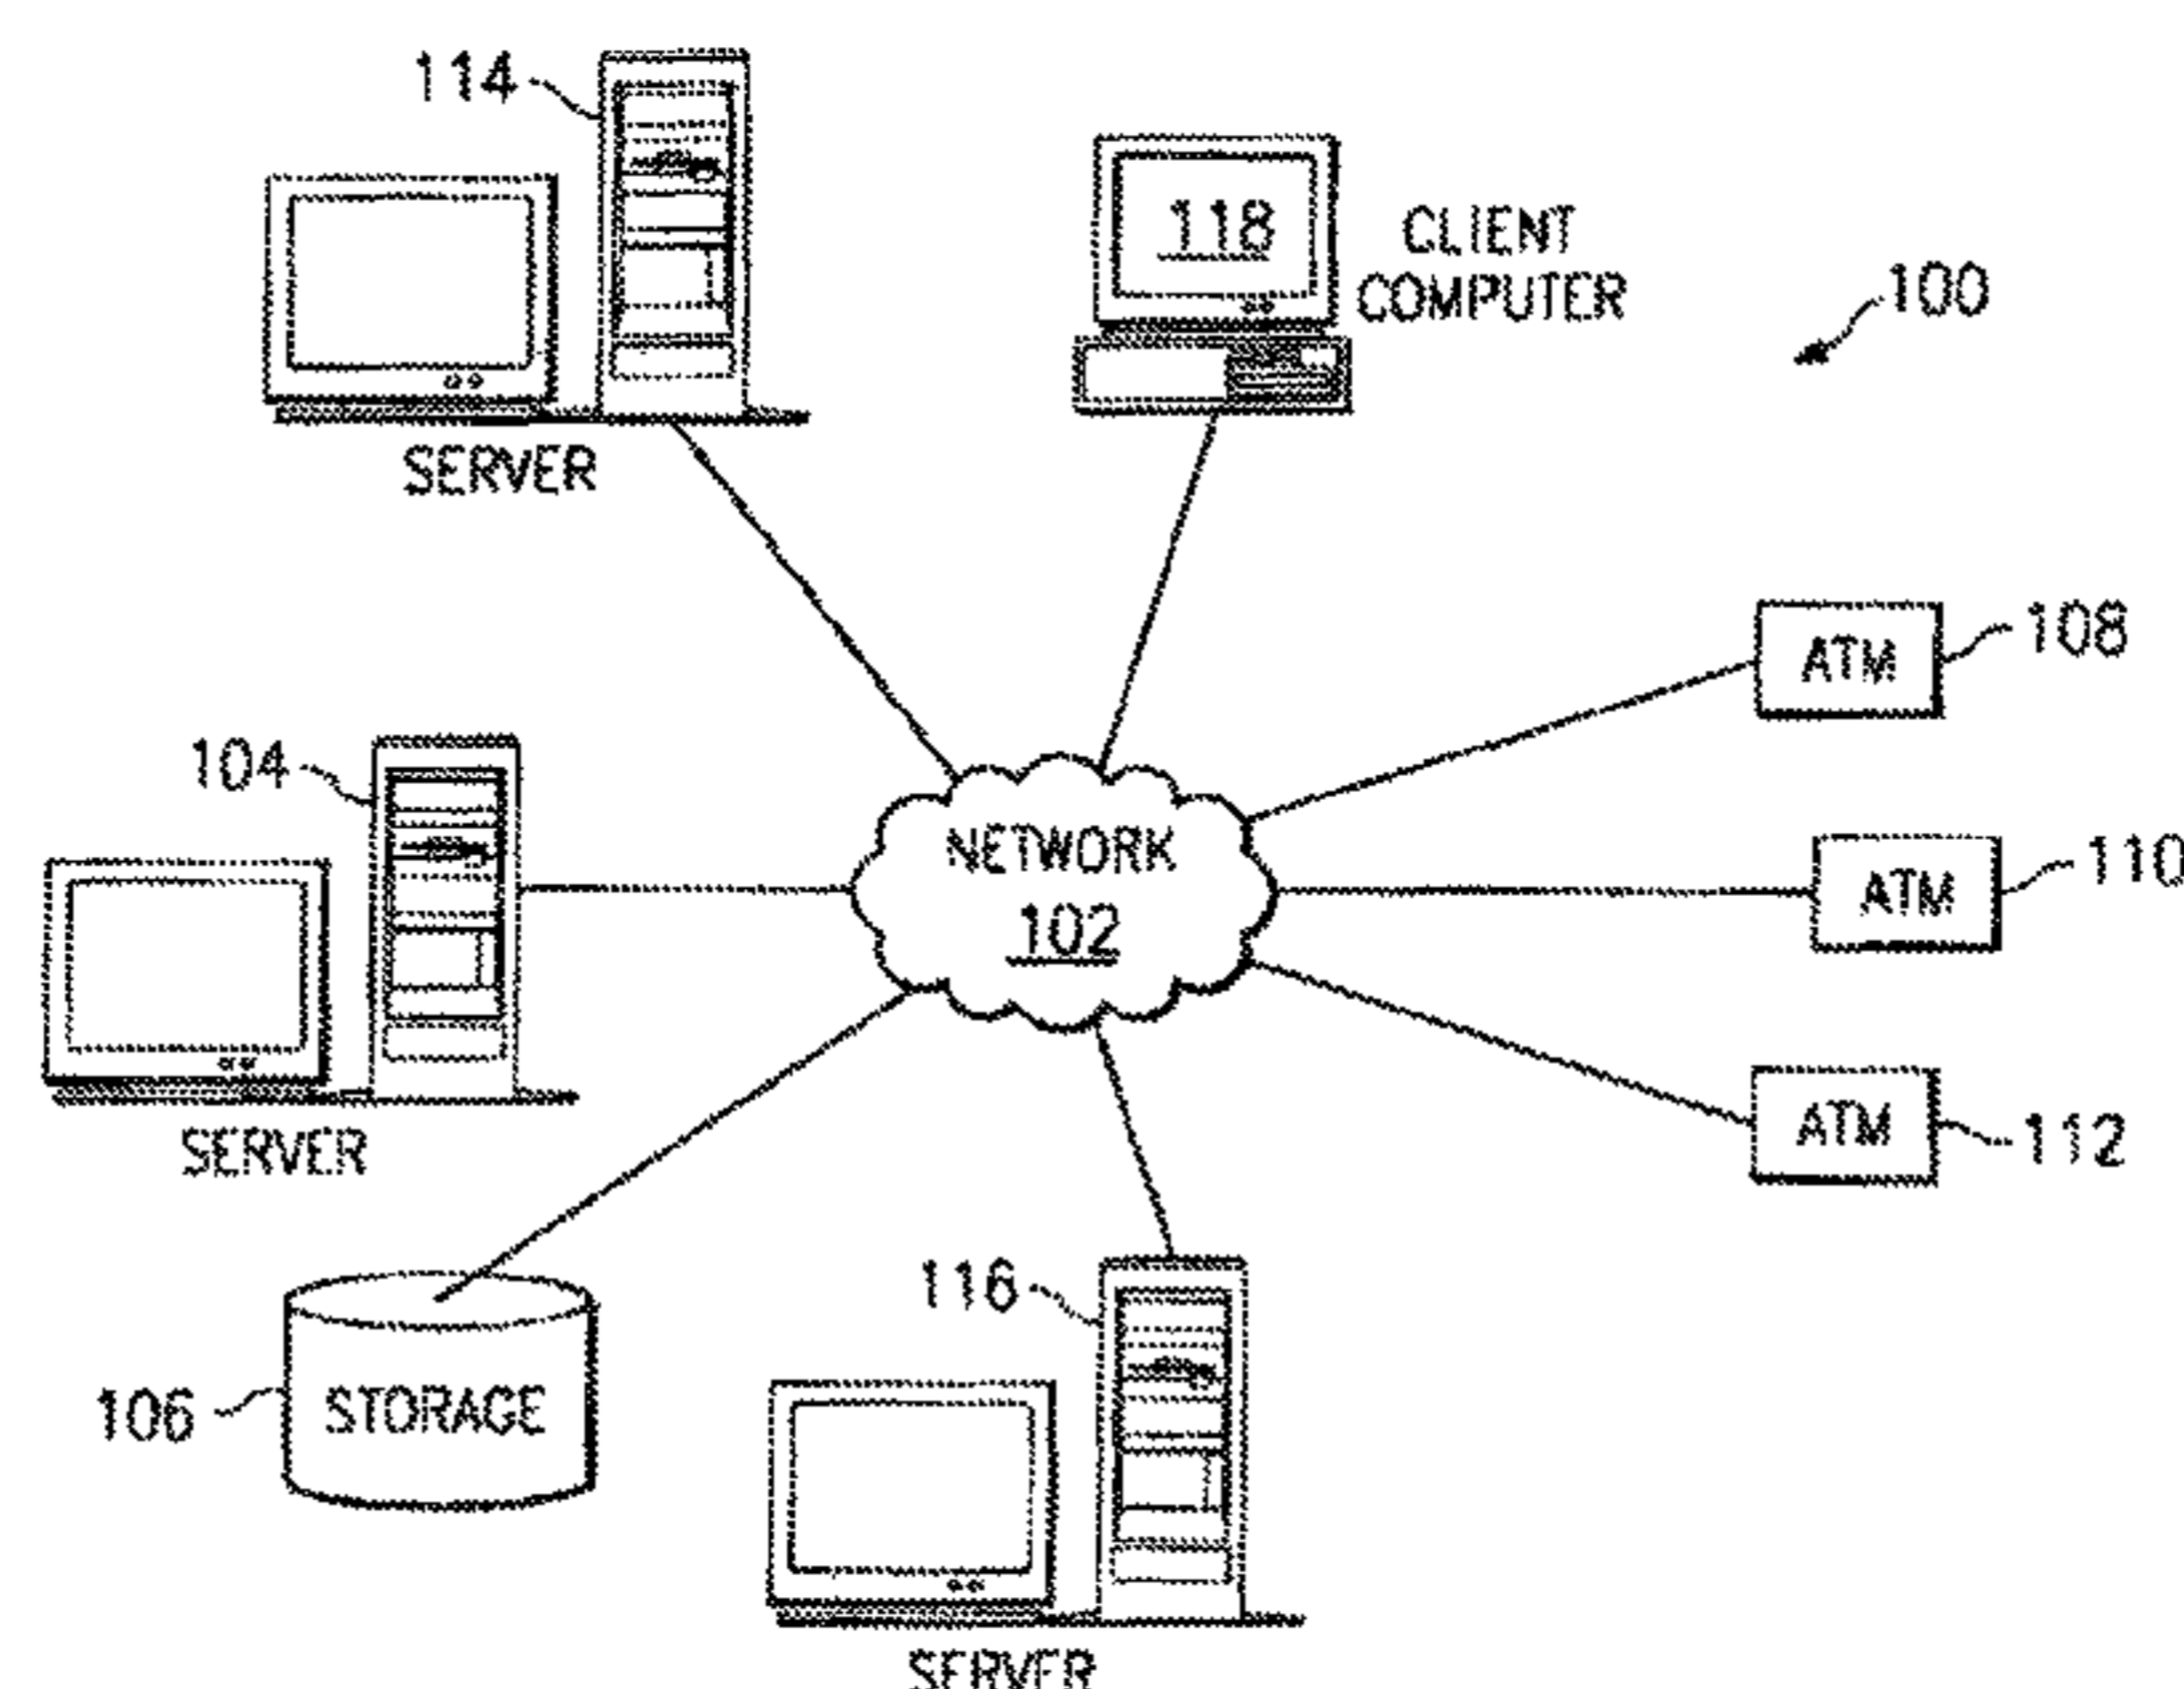 114
118
CLIENT
COMPUTER
100
SERVER
108
ATM
104
NETWORK
102
110
ATM
SERVER
ATM
112
116
106
STORAGE
SERVER